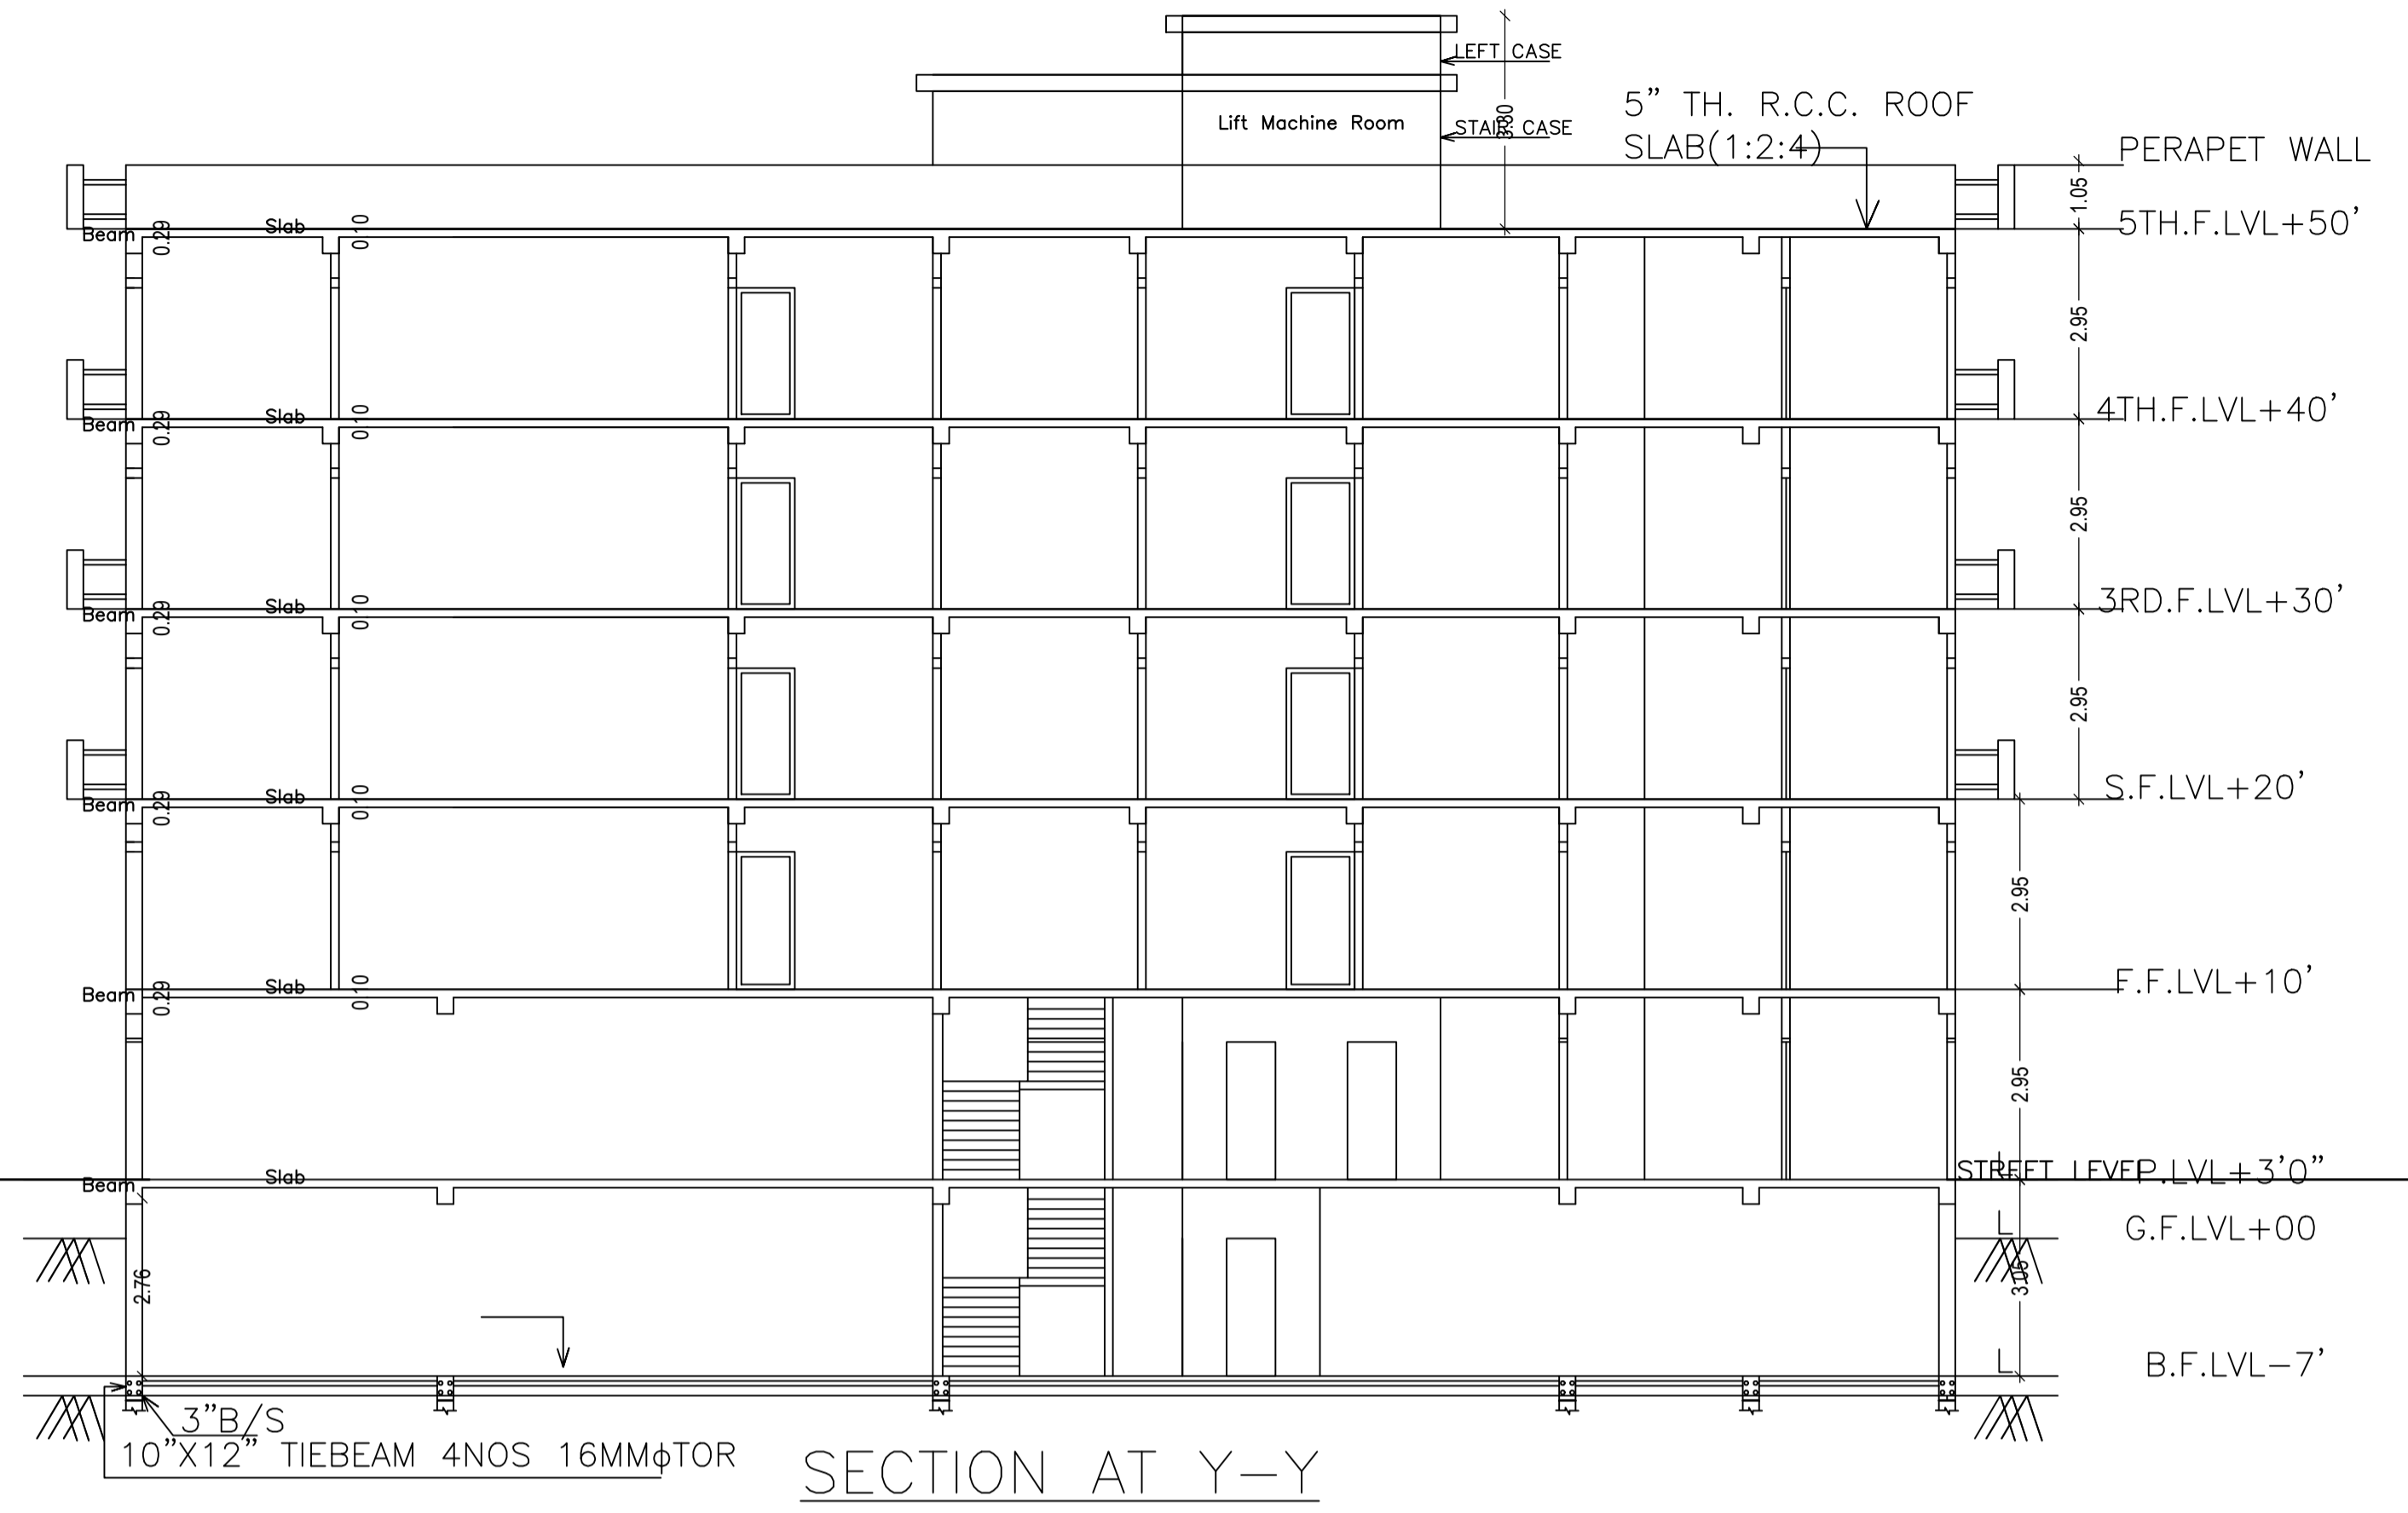 LEFT CASE
Lift Machine Room
STAIR CASE
3.30
5” TH. R.C.C. ROOF
SLAB(1:2:4)
PERAPET WALL
1.05
5TH.F.LVL+50’
Beam 0.29 Slab 0.10
2.95
4TH.F.LVL+40’
Beam 0.29 Slab 0.10
2.95
3RD.F.LVL+30’
Beam 0.29 Slab 0.10
2.95
S.F.LVL+20’
Beam 0.29 Slab 0.10
2.95
F.F.LVL+10’
Beam 0.29 Slab 0.10
2.95
STREET LEVEL
P.LVL+3’0”
Beam Slab
G.F.LVL+00
2.76
3.05
B.F.LVL-7’
3”B/S
10”X12” TIEBEAM 4NOS 16MMϕTOR
SECTION AT Y-Y